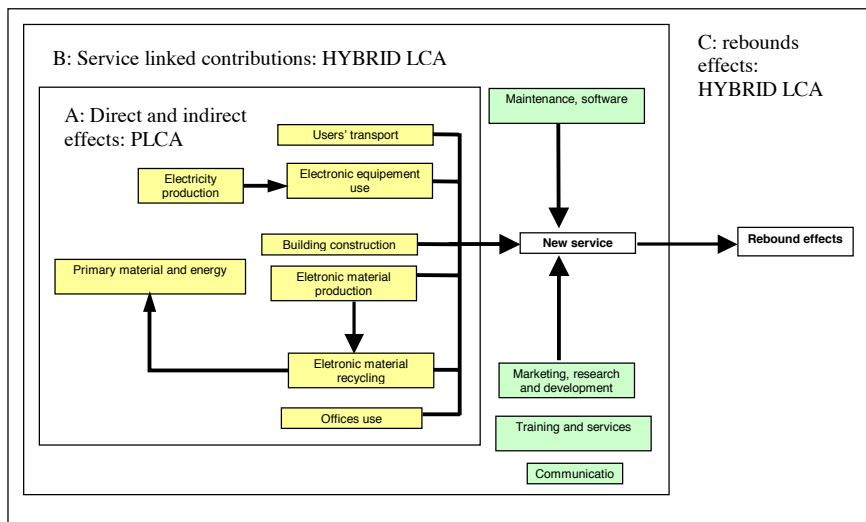 B: Service linked contributions: HYBRID LCA
C: rebounds
effects:
HYBRID LCA
A: Direct and indirect
effects: PLCA
Maintenance, software
Users' transport
Electricity
production
Electronic equipement
use
Building construction
New service
Rebound effects
Primary material and energy
Eletronic material
production
Eletronic material
recycling
Marketing, research
and development
Offices use
Training and services
Communicatio